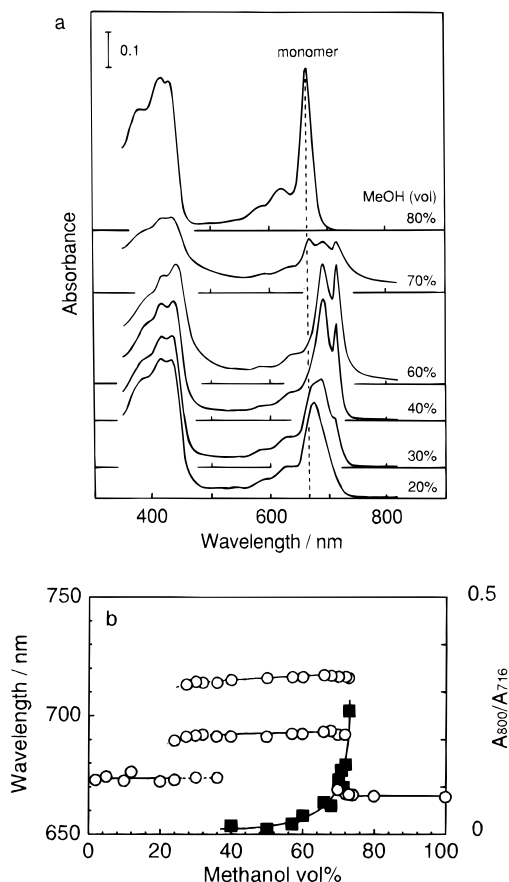 a
0.1
monomer
MeOH (vol)
80%
70%
60%
40%
30%
20%
Absorbance
400 600 800
Wavelength / nm
b
750
700
650
Wavelength / nm
0.5
0
A800/A716
0 20 40 60 80 100
Methanol vol%